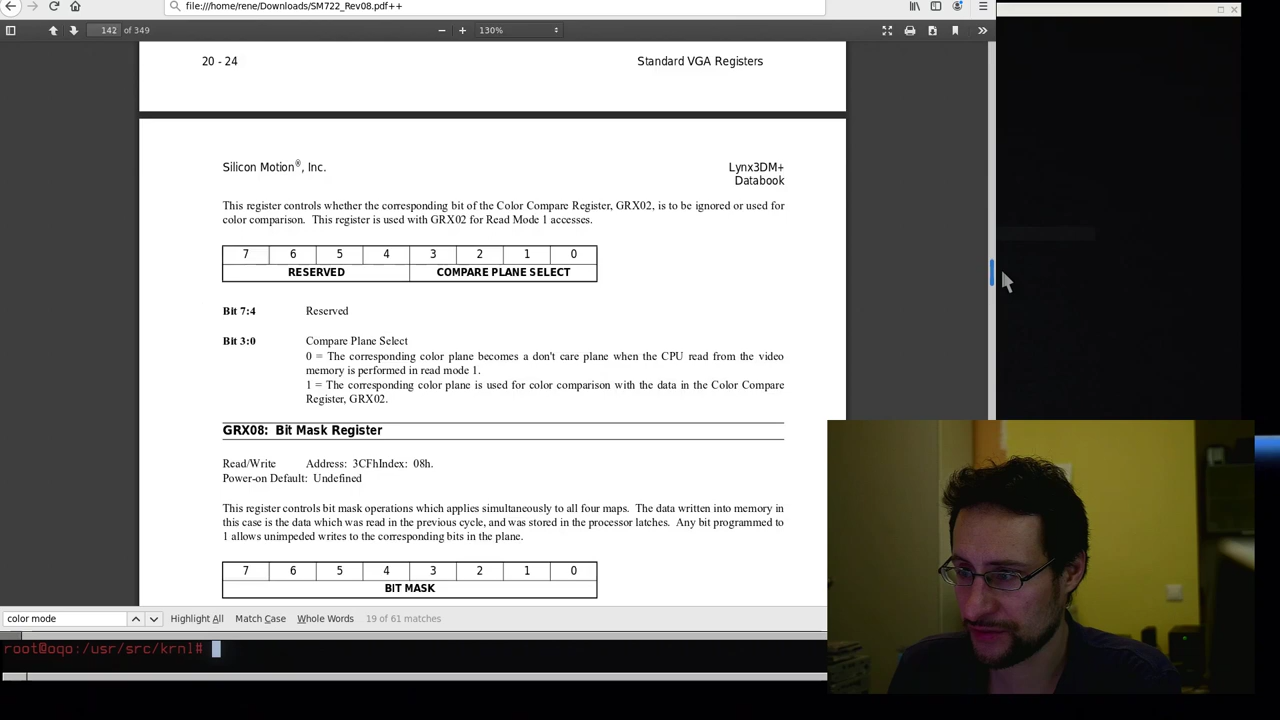 file:///home/rene/Downloads/SM722_Rev08.pdf++
142 of 349
130%
20 - 24 Standard VGA Registers
Silicon Motion®, Inc. Lynx3DM+
Databook
This register controls whether the corresponding bit of the Color Compare Register, GRX02, is to be ignored or used for
color comparison. This register is used with GRX02 for Read Mode 1 accesses.
7 6 5 4 3 2 1 0
RESERVED COMPARE PLANE SELECT
Bit 7:4 Reserved
Bit 3:0 Compare Plane Select
0 = The corresponding color plane becomes a don't care plane when the CPU read from the video
memory is performed in read mode 1.
1 = The corresponding color plane is used for color comparison with the data in the Color Compare
Register, GRX02.
GRX08: Bit Mask Register
Read/Write Address: 3CFhIndex: 08h.
Power-on Default: Undefined
This register controls bit mask operations which applies simultaneously to all four maps. The data written into memory in
this case is the data which was read in the previous cycle, and was stored in the processor latches. Any bit programmed to
1 allows unimpeded writes to the corresponding bits in the plane.
7 6 5 4 3 2 1 0
BIT MASK
color mode Highlight All Match Case Whole Words 19 of 61 matches
root@oqo:/usr/src/krnl#